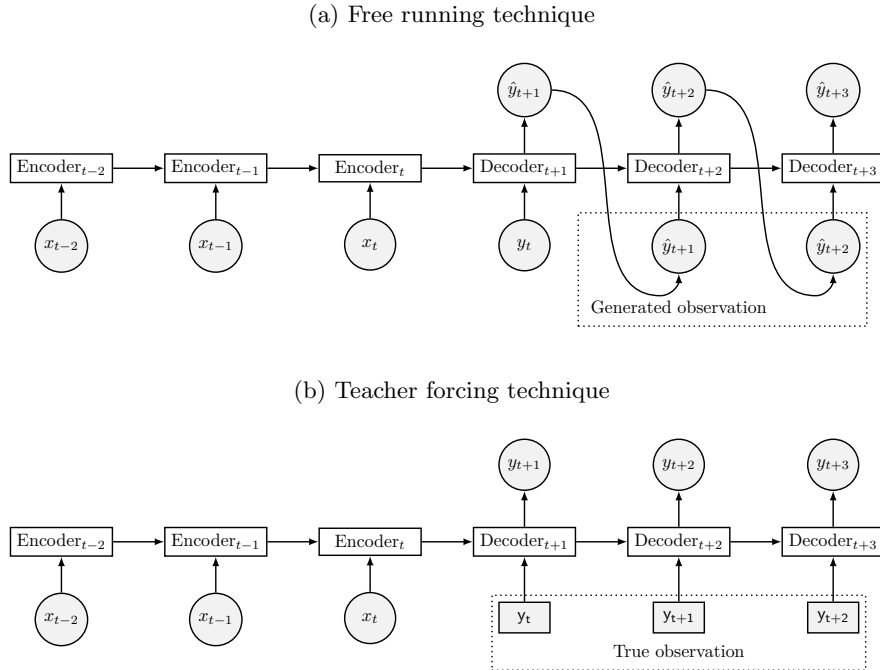 (a) Free running technique
ŷₜ₊₁ ŷₜ₊₂ ŷₜ₊₃
Encoderₜ₋₂ Encoderₜ₋₁ Encoderₜ Decoderₜ₊₁ Decoderₜ₊₂ Decoderₜ₊₃
xₜ₋₂ xₜ₋₁ xₜ yₜ ŷₜ₊₁ ŷₜ₊₂
Generated observation
(b) Teacher forcing technique
yₜ₊₁ yₜ₊₂ yₜ₊₃
Encoderₜ₋₂ Encoderₜ₋₁ Encoderₜ Decoderₜ₊₁ Decoderₜ₊₂ Decoderₜ₊₃
xₜ₋₂ xₜ₋₁ xₜ yₜ yₜ₊₁ yₜ₊₂
True observation